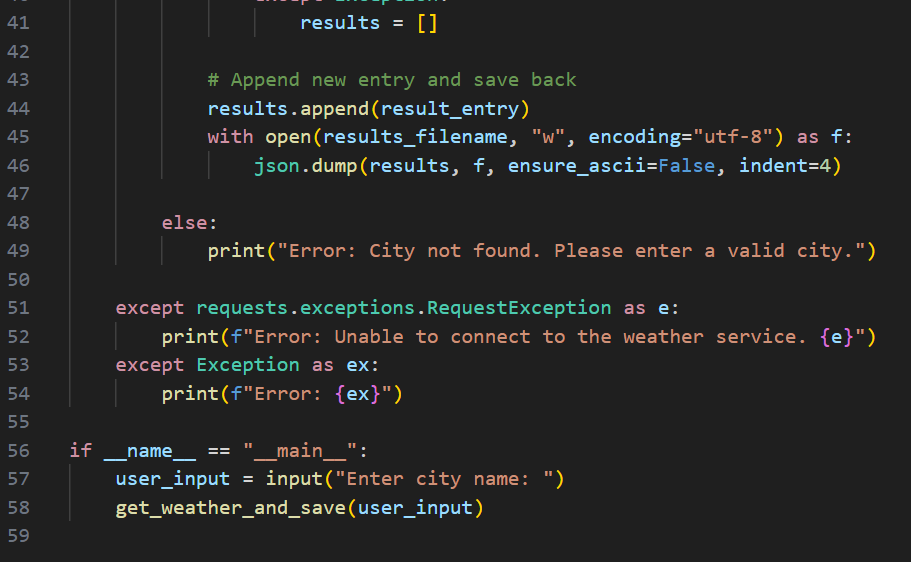 40 except Exception:
41 results = []
42
43 # Append new entry and save back
44 results.append(result_entry)
45 with open(results_filename, "w", encoding="utf-8") as f:
46 json.dump(results, f, ensure_ascii=False, indent=4)
47
48 else:
49 print("Error: City not found. Please enter a valid city.")
50
51 except requests.exceptions.RequestException as e:
52 print(f"Error: Unable to connect to the weather service. {e}")
53 except Exception as ex:
54 print(f"Error: {ex}")
55
56 if __name__ == "__main__":
57 user_input = input("Enter city name: ")
58 get_weather_and_save(user_input)
59